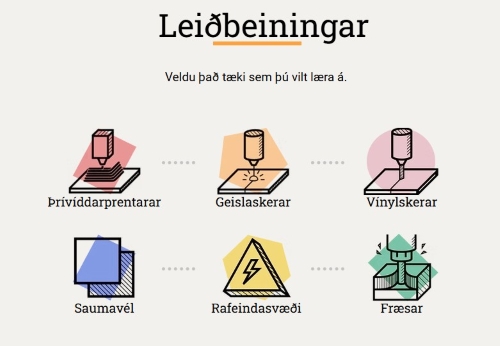 Leiðbeiningar
Veldu það tæki sem þú vilt læra á.
Þrívíddarprentarar
Geislaskerar
Vínylskerar
Saumavél
Rafeindasvæði
Fræsar